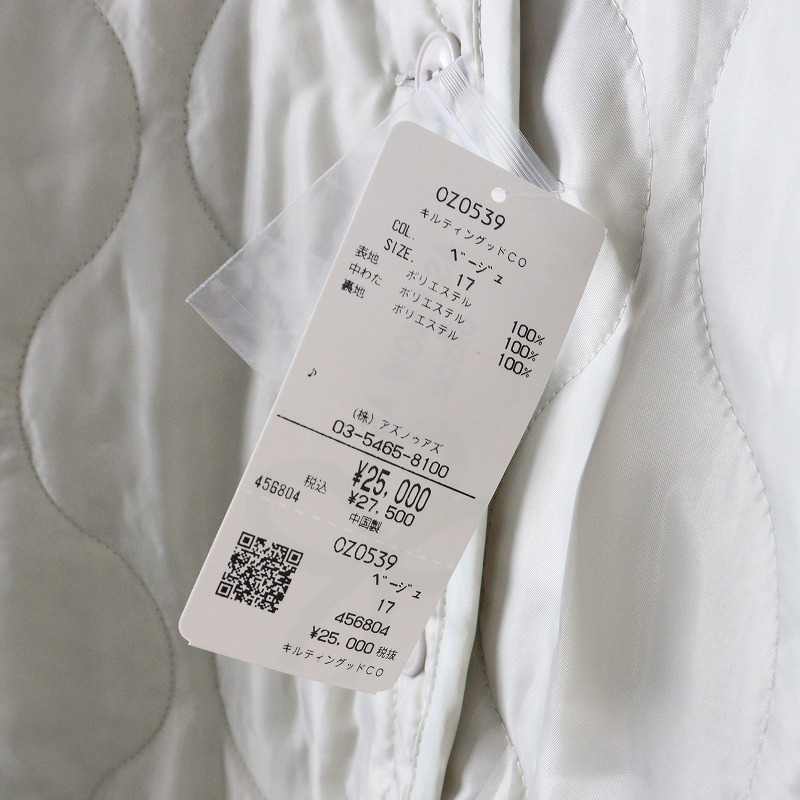 OZ0539
キルティングッドCO
COL. ベージュ
SIZE. 17
表地 ポリエステル 100%
中わた ポリエステル 100%
裏地 ポリエステル 100%
♪
(株) アズノゥアズ
03-5465-8100
¥25,000
456804 税込 ¥27,500
中国製
OZ0539
ベージュ
17
456804
¥25,000 税抜
キルティングッドCO